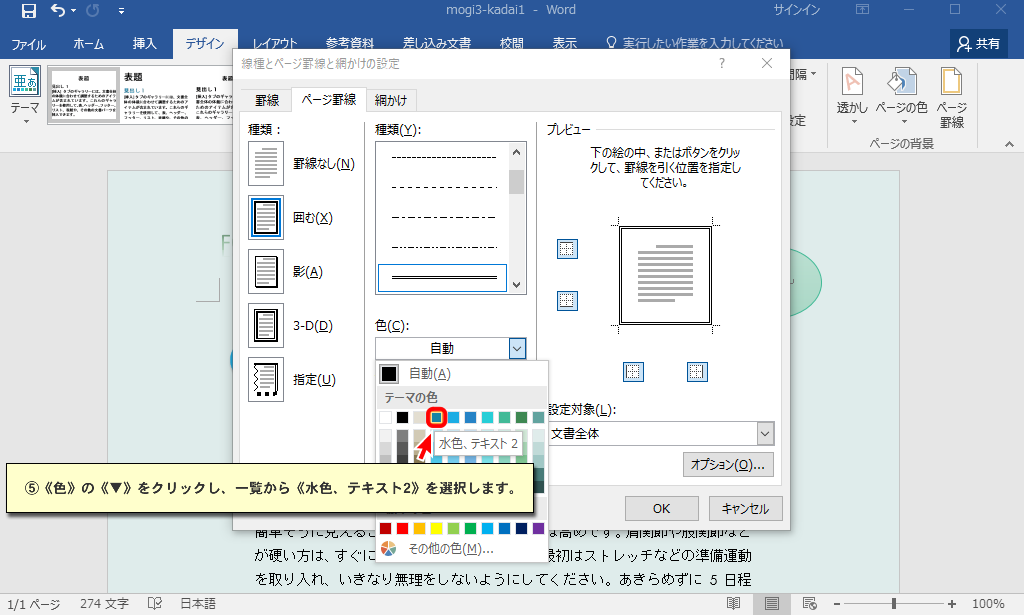 mogi3-kadai1 - Word
サインイン
ファイル ホーム 挿入 デザイン レイアウト 参考資料 差し込み文書 校閲 表示 実行したい作業を入力してください
共有
テーマ
表題
表題
見出し 1
間隔
設定
透かし
ページの色
ページ
罫線
ページの背景
線種とページ罫線と網かけの設定
?
罫線 ページ罫線 網かけ
種類：
罫線なし(N)
囲む(X)
影(A)
3-D(D)
指定(U)
種類(Y):
色(C):
自動
自動(A)
テーマの色
水色、テキスト 2
その他の色(M)...
プレビュー
下の絵の中、またはボタンをクリッ
クして、罫線を引く位置を指定し
てください。
設定対象(L):
文書全体
オプション(O)...
OK
キャンセル
⑤《色》の《▼》をクリックし、一覧から《水色、テキスト2》を選択します。
簡単そうに見えるこ は高めです。肩関節や股関節など
が硬い方は、すぐに 最初はストレッチなどの準備運動
を取り入れ、いきなり無理をしないようにしてください。あきらめずに 5 日程
1/1 ページ 274 文字 日本語
100%